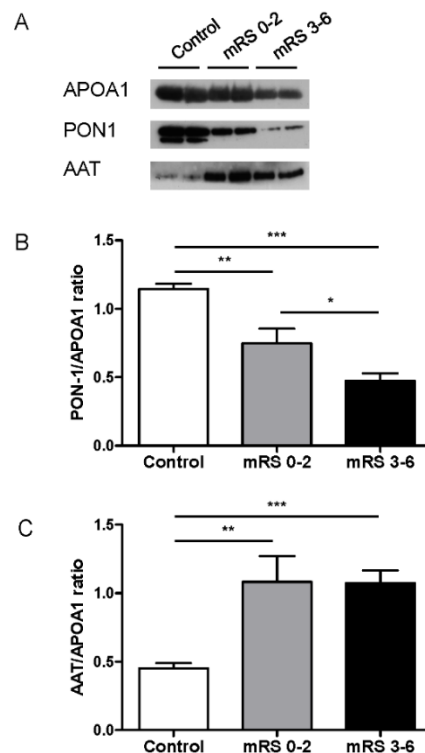 A
Control mRS 0-2 mRS 3-6
APOA1
PON1
AAT
B
PON-1/APOA1 ratio
1.5
1.0
0.5
0.0
***
**
*
Control mRS 0-2 mRS 3-6
C
AAT/APOA1 ratio
1.5
1.0
0.5
0.0
***
**
Control mRS 0-2 mRS 3-6